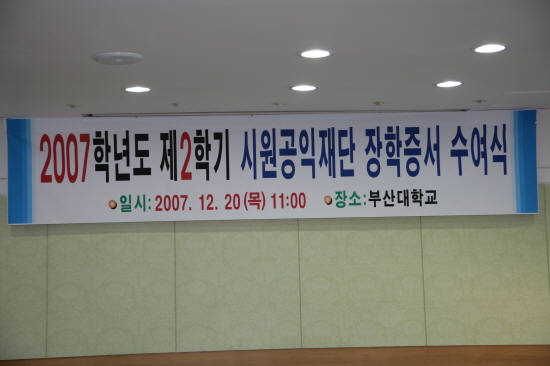 2007학년도 제2학기 시원공익재단 장학증서 수여식
일시: 2007. 12. 20(목) 11:00 장소: 부산대학교